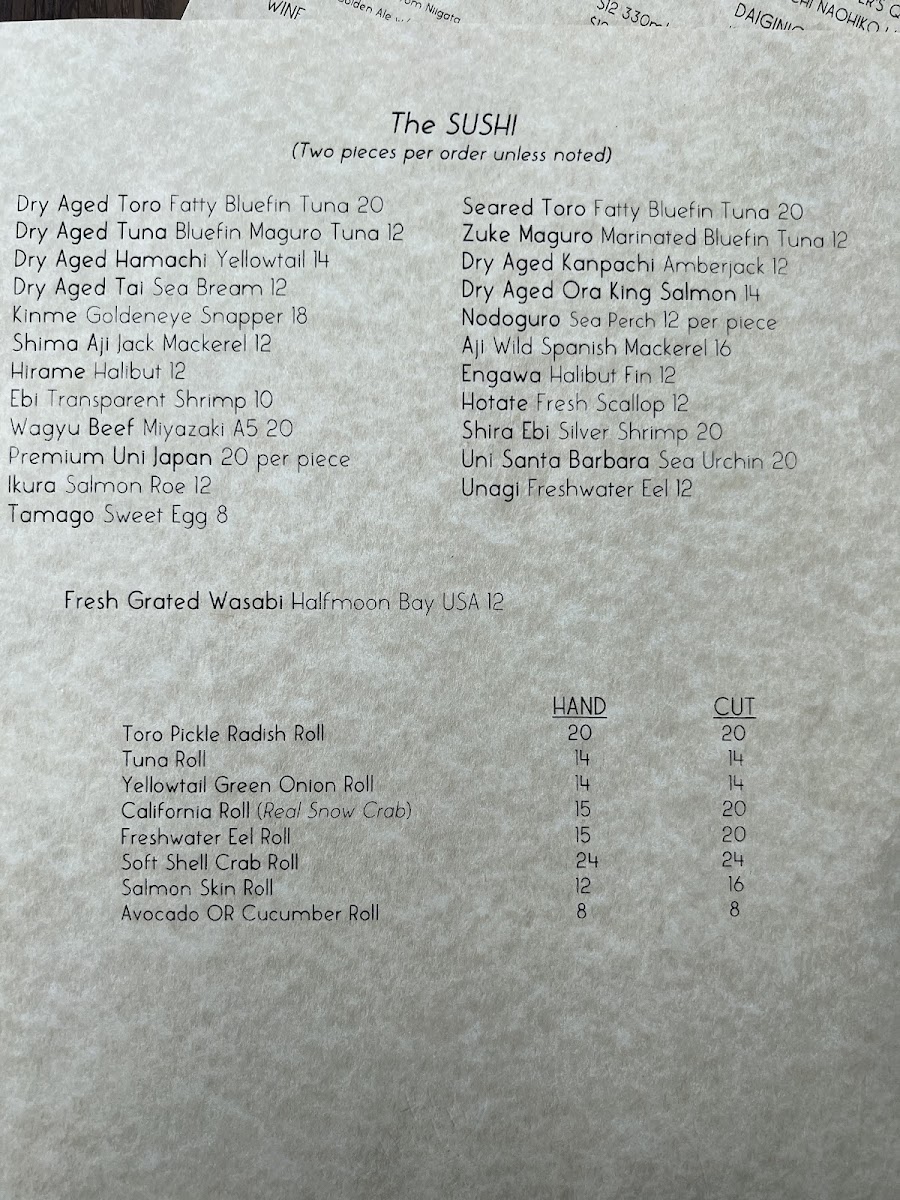 WINE
Golden Ale
Niigata
330m
DAIGINJO
NAOHIKO
The SUSHI
(Two pieces per order unless noted)
Dry Aged Toro Fatty Bluefin Tuna 20
Dry Aged Tuna Bluefin Maguro Tuna 12
Dry Aged Hamachi Yellowtail 14
Dry Aged Tai Sea Bream 12
Kinme Goldeneye Snapper 18
Shima Aji Jack Mackerel 12
Hirame Halibut 12
Ebi Transparent Shrimp 10
Wagyu Beef Miyazaki A5 20
Premium Uni Japan 20 per piece
Ikura Salmon Roe 12
Tamago Sweet Egg 8
Seared Toro Fatty Bluefin Tuna 20
Zuke Maguro Marinated Bluefin Tuna 12
Dry Aged Kanpachi Amberjack 12
Dry Aged Ora King Salmon 14
Nodoguro Sea Perch 12 per piece
Aji Wild Spanish Mackerel 16
Engawa Halibut Fin 12
Hotate Fresh Scallop 12
Shira Ebi Silver Shrimp 20
Uni Santa Barbara Sea Urchin 20
Unagi Freshwater Eel 12
Fresh Grated Wasabi Halfmoon Bay USA 12
HAND CUT
Toro Pickle Radish Roll 20 20
Tuna Roll 14 14
Yellowtail Green Onion Roll 14 14
California Roll (Real Snow Crab) 15 20
Freshwater Eel Roll 15 20
Soft Shell Crab Roll 24 24
Salmon Skin Roll 12 16
Avocado OR Cucumber Roll 8 8